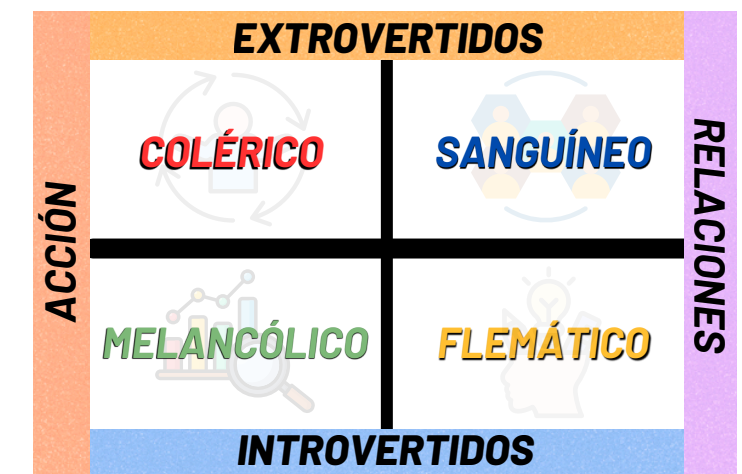 EXTROVERTIDOS
COLÉRICO
SANGUÍNEO
ACCIÓN
RELACIONES
MELANCÓLICO
FLEMÁTICO
INTROVERTIDOS